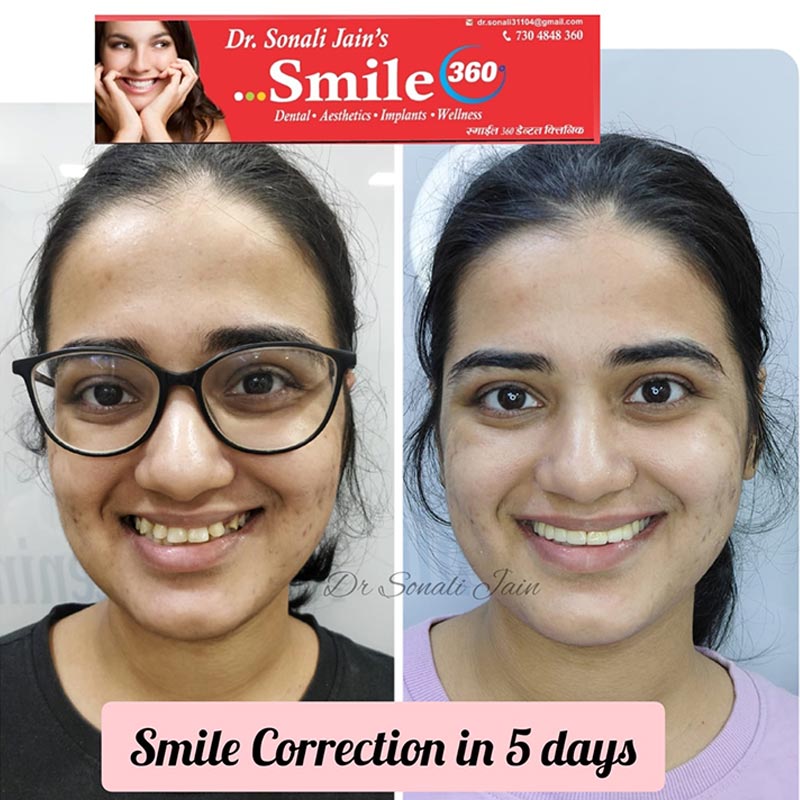 Dr. Sonali Jain's
dr.sonali31104@gmail.com
730 4848 360
...Smile 360°
Dental • Aesthetics • Implants • Wellness
स्माईल 360 डेन्टल क्लिनिक
Dr Sonali Jain
Smile Correction in 5 days